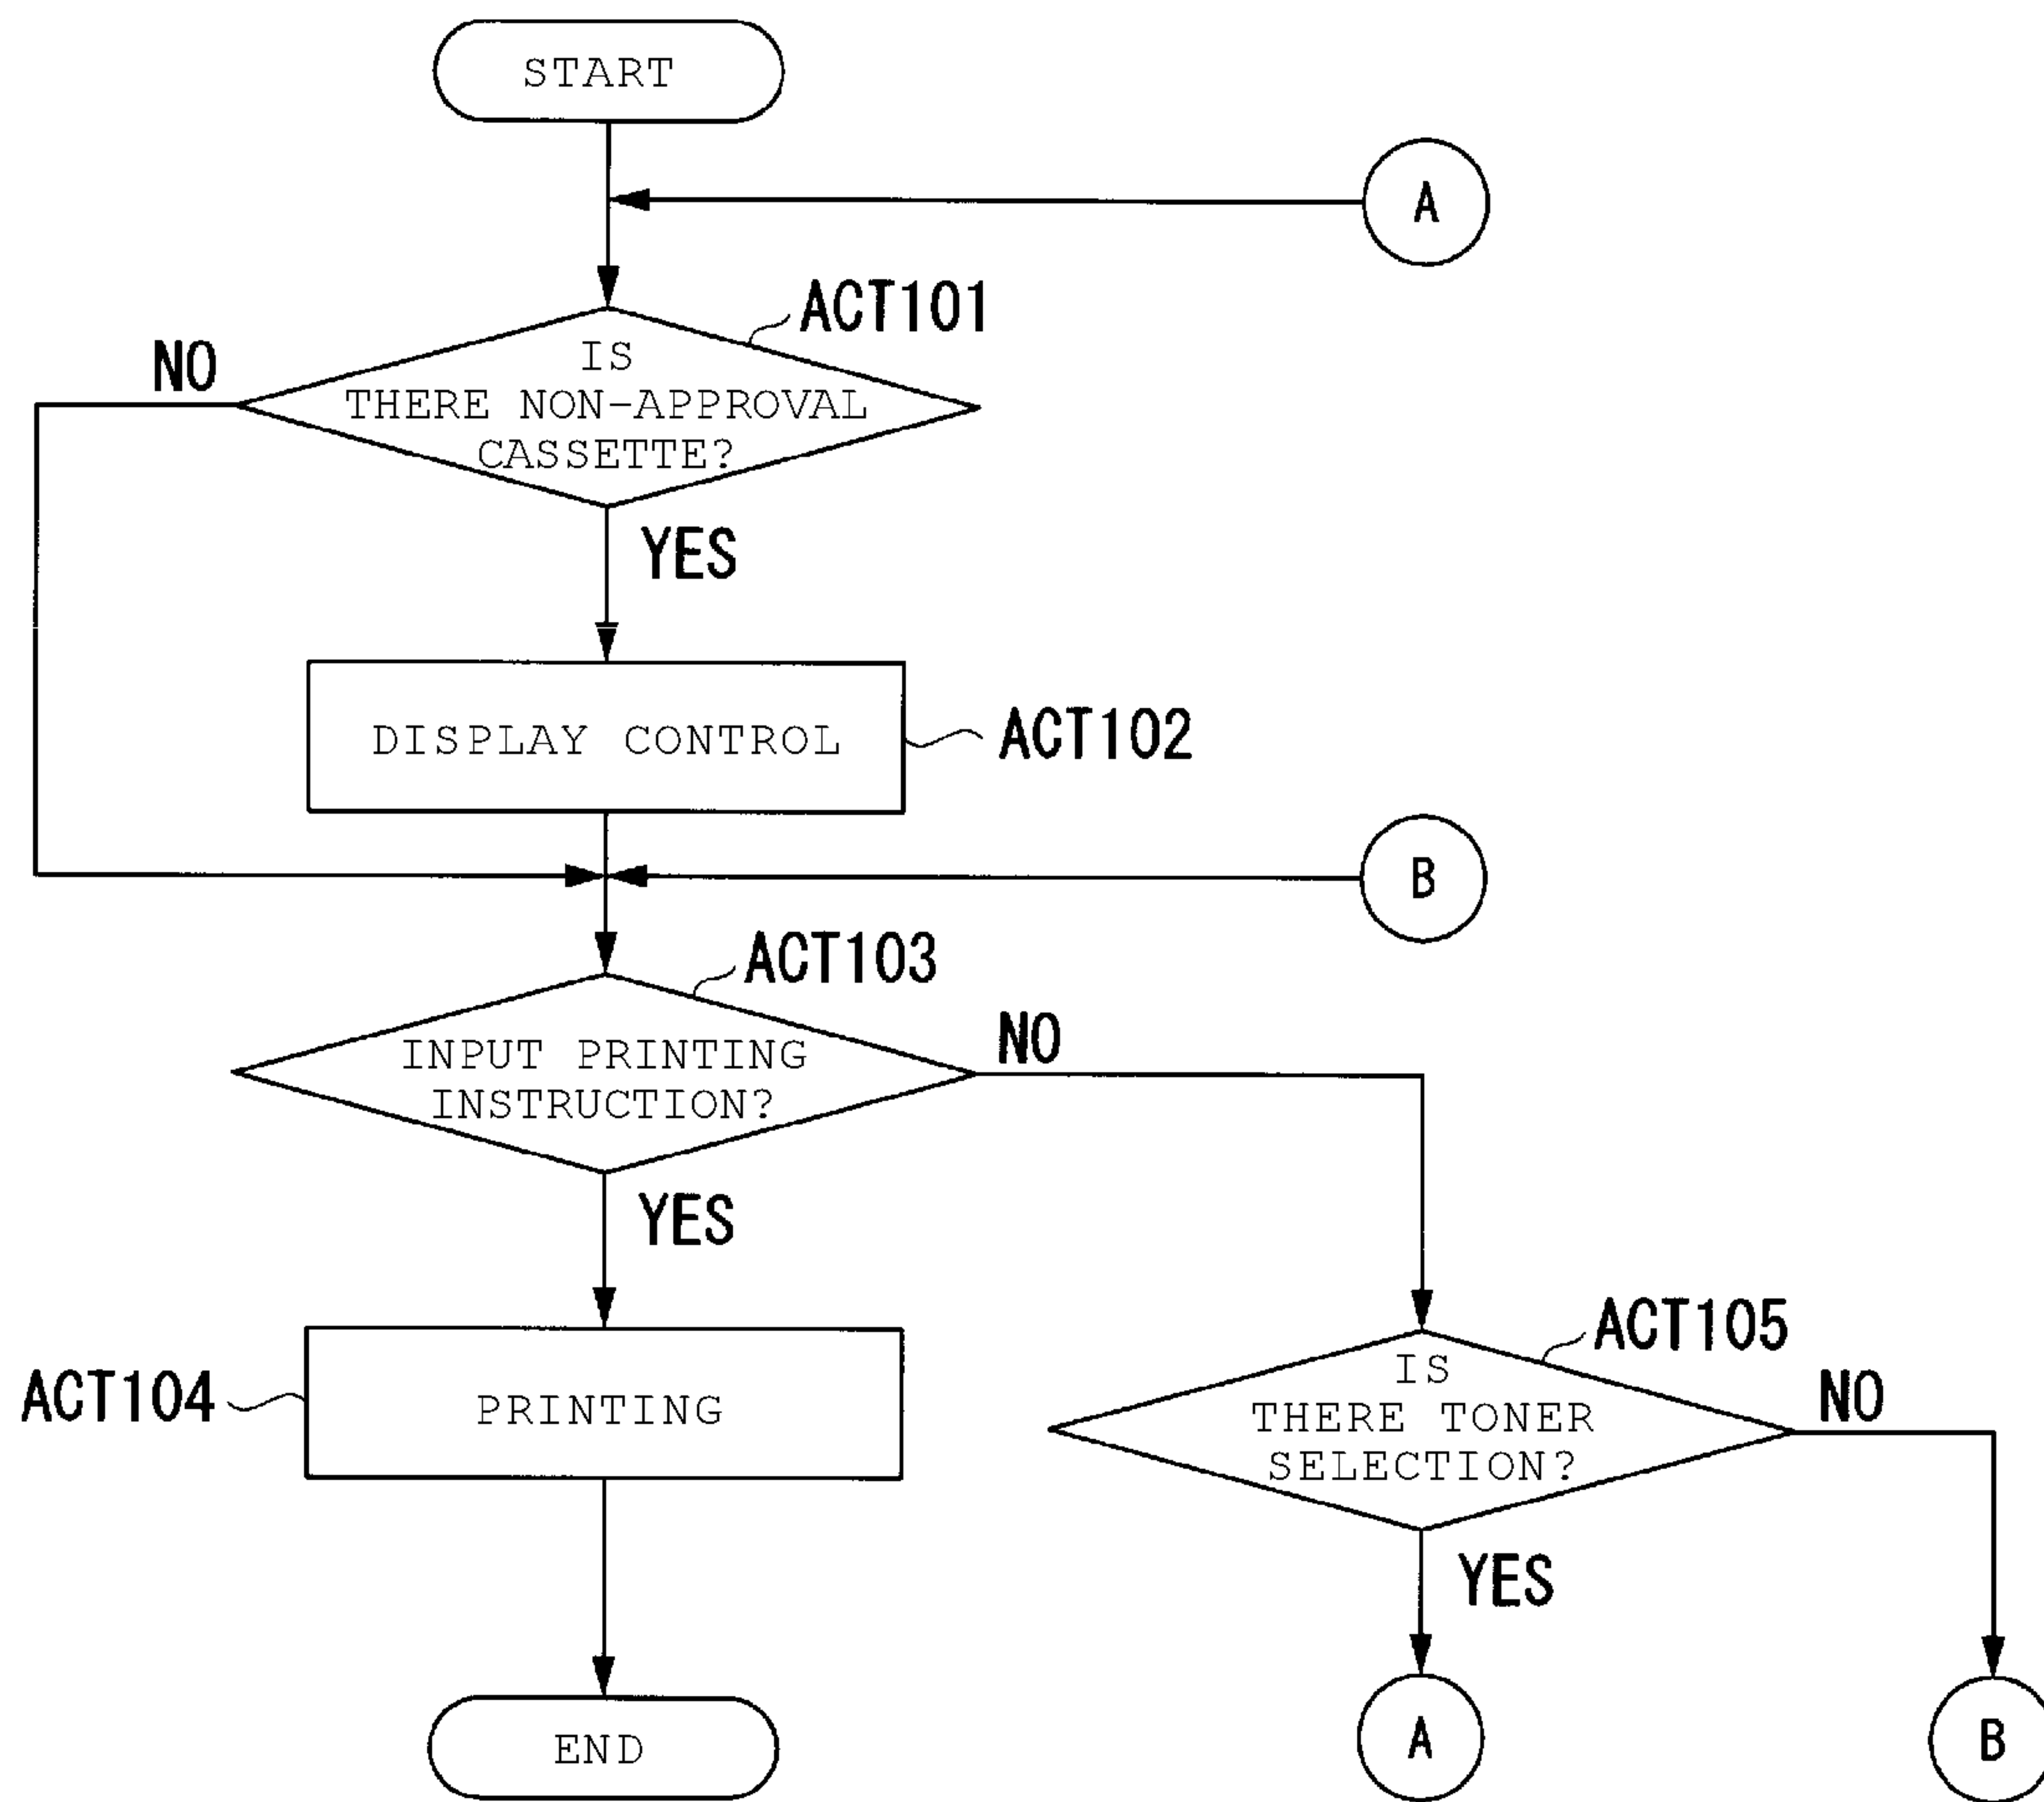 START
A
ACT101
NO
IS
THERE NON-APPROVAL
CASSETTE?
YES
DISPLAY CONTROL
ACT102
B
ACT103
INPUT PRINTING
INSTRUCTION?
NO
YES
ACT104
PRINTING
ACT105
IS
THERE TONER
SELECTION?
NO
YES
END
A
B